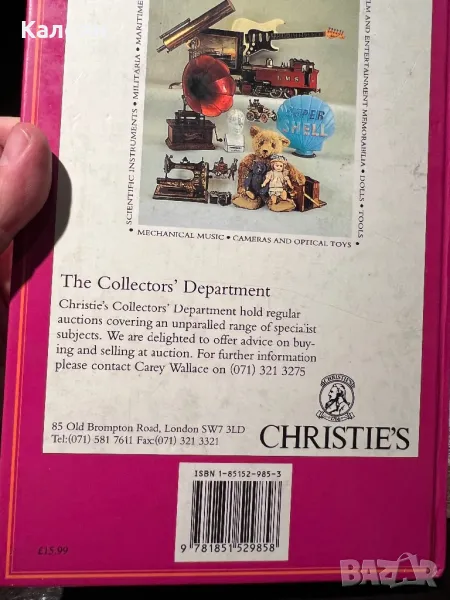 Кале
MARITIME
SCIENTIFIC INSTRUMENTS • MILITARIA •
• MECHANICAL MUSIC • CAMERAS AND OPTICAL TOYS •
AND ENTERTAINMENT MEMORABILIA • DOLLS • TOOLS
L M S
SUPER
SHELL
The Collectors' Department
Christie's Collectors' Department hold regular
auctions covering an unparalled range of specialist
subjects. We are delighted to offer advice on buy-
ing and selling at auction. For further information
please contact Carey Wallace on (071) 321 3275
CHRISTIE'S
85 Old Brompton Road, London SW7 3LD
Tel:(071) 581 7611 Fax:(071) 321 3321
CHRISTIE'S
ISBN 1-85152-985-3
9 781851 529858
£15.99
bazar.bg